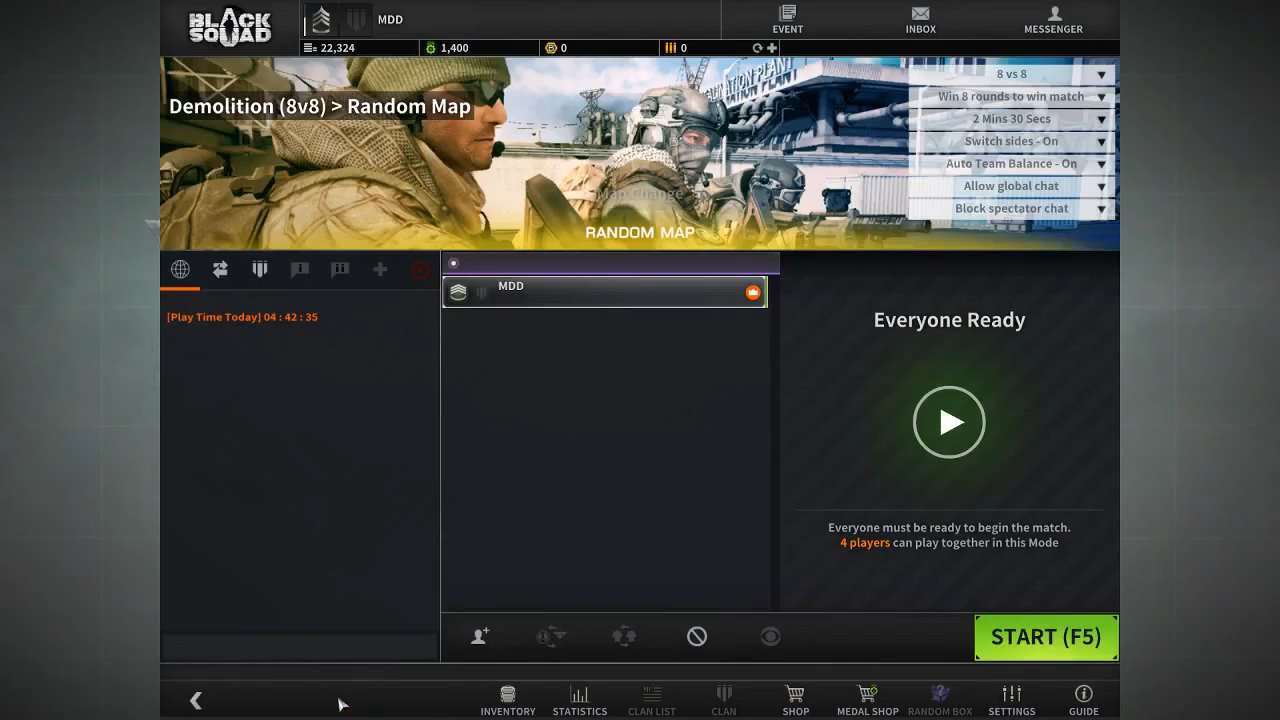 BLACK SQUAD
MDD
EVENT
INBOX
MESSENGER
22,324
1,400
0
0
Demolition (8v8) > Random Map
8 vs 8
Win 8 rounds to win match
2 Mins 30 Secs
Switch sides - On
Auto Team Balance - On
Allow global chat
Block spectator chat
Map Change
RANDOM MAP
MDD
[Play Time Today] 04 : 42 : 35
Everyone Ready
Everyone must be ready to begin the match.
4 players can play together in this Mode
START (F5)
INVENTORY
STATISTICS
CLAN LIST
CLAN
SHOP
MEDAL SHOP
RANDOM BOX
SETTINGS
GUIDE